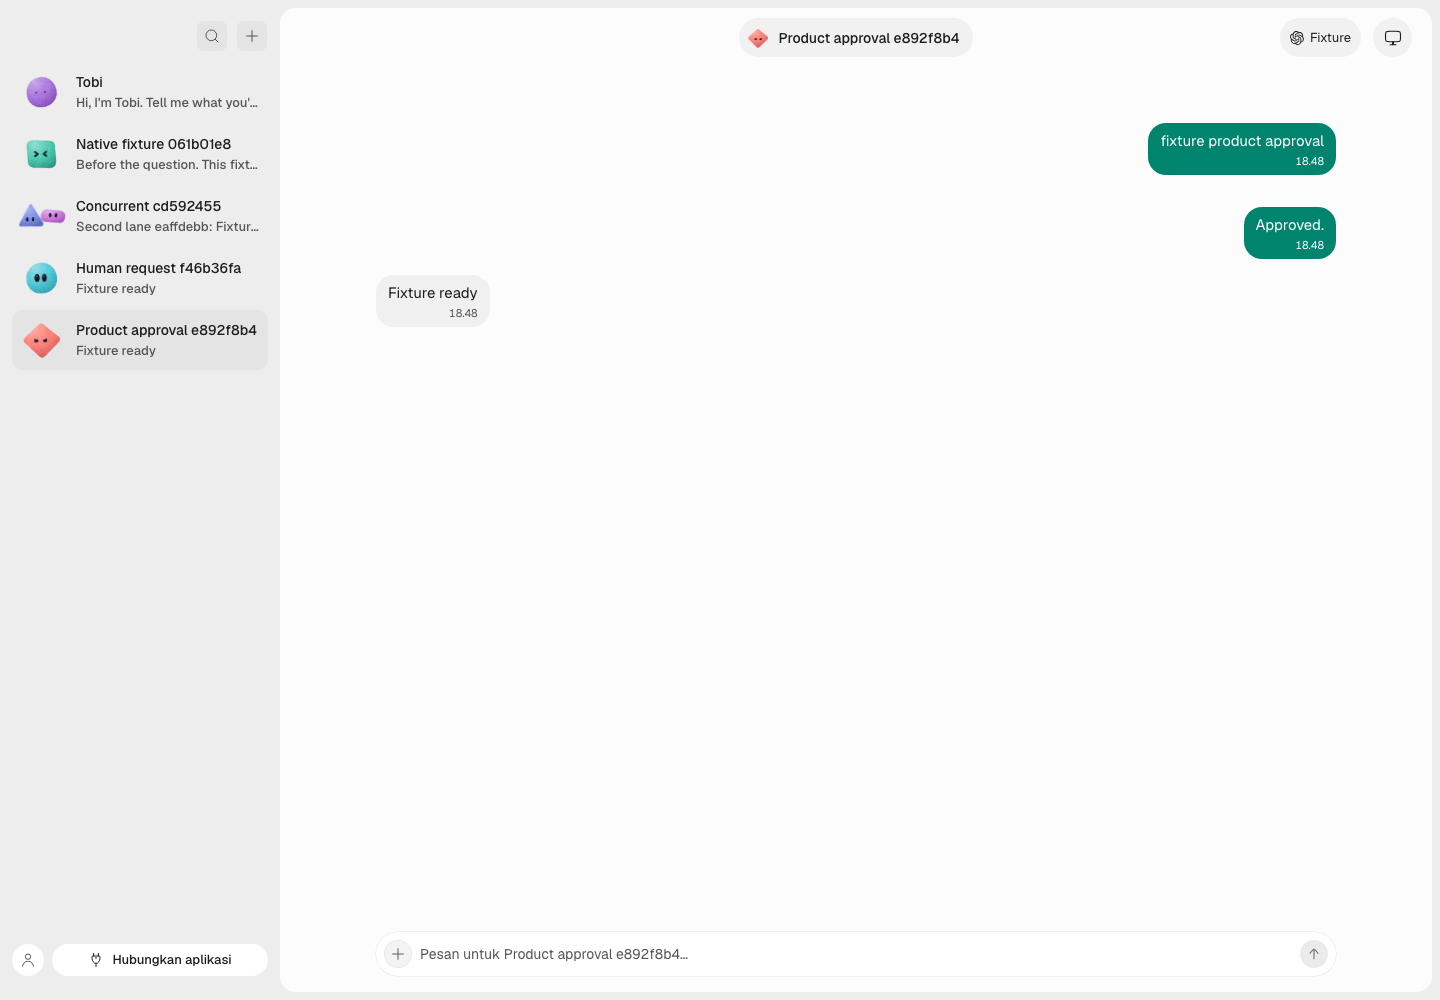 Tobi
Hi, I'm Tobi. Tell me what you'...
Native fixture 061b01e8
Before the question. This fixt...
Concurrent cd592455
Second lane eaffdebb: Fixtur...
Human request f46b36fa
Fixture ready
Product approval e892f8b4
Fixture ready
Hubungkan aplikasi
Product approval e892f8b4
Fixture
fixture product approval
18.48
Approved.
18.48
Fixture ready
18.48
Pesan untuk Product approval e892f8b4...